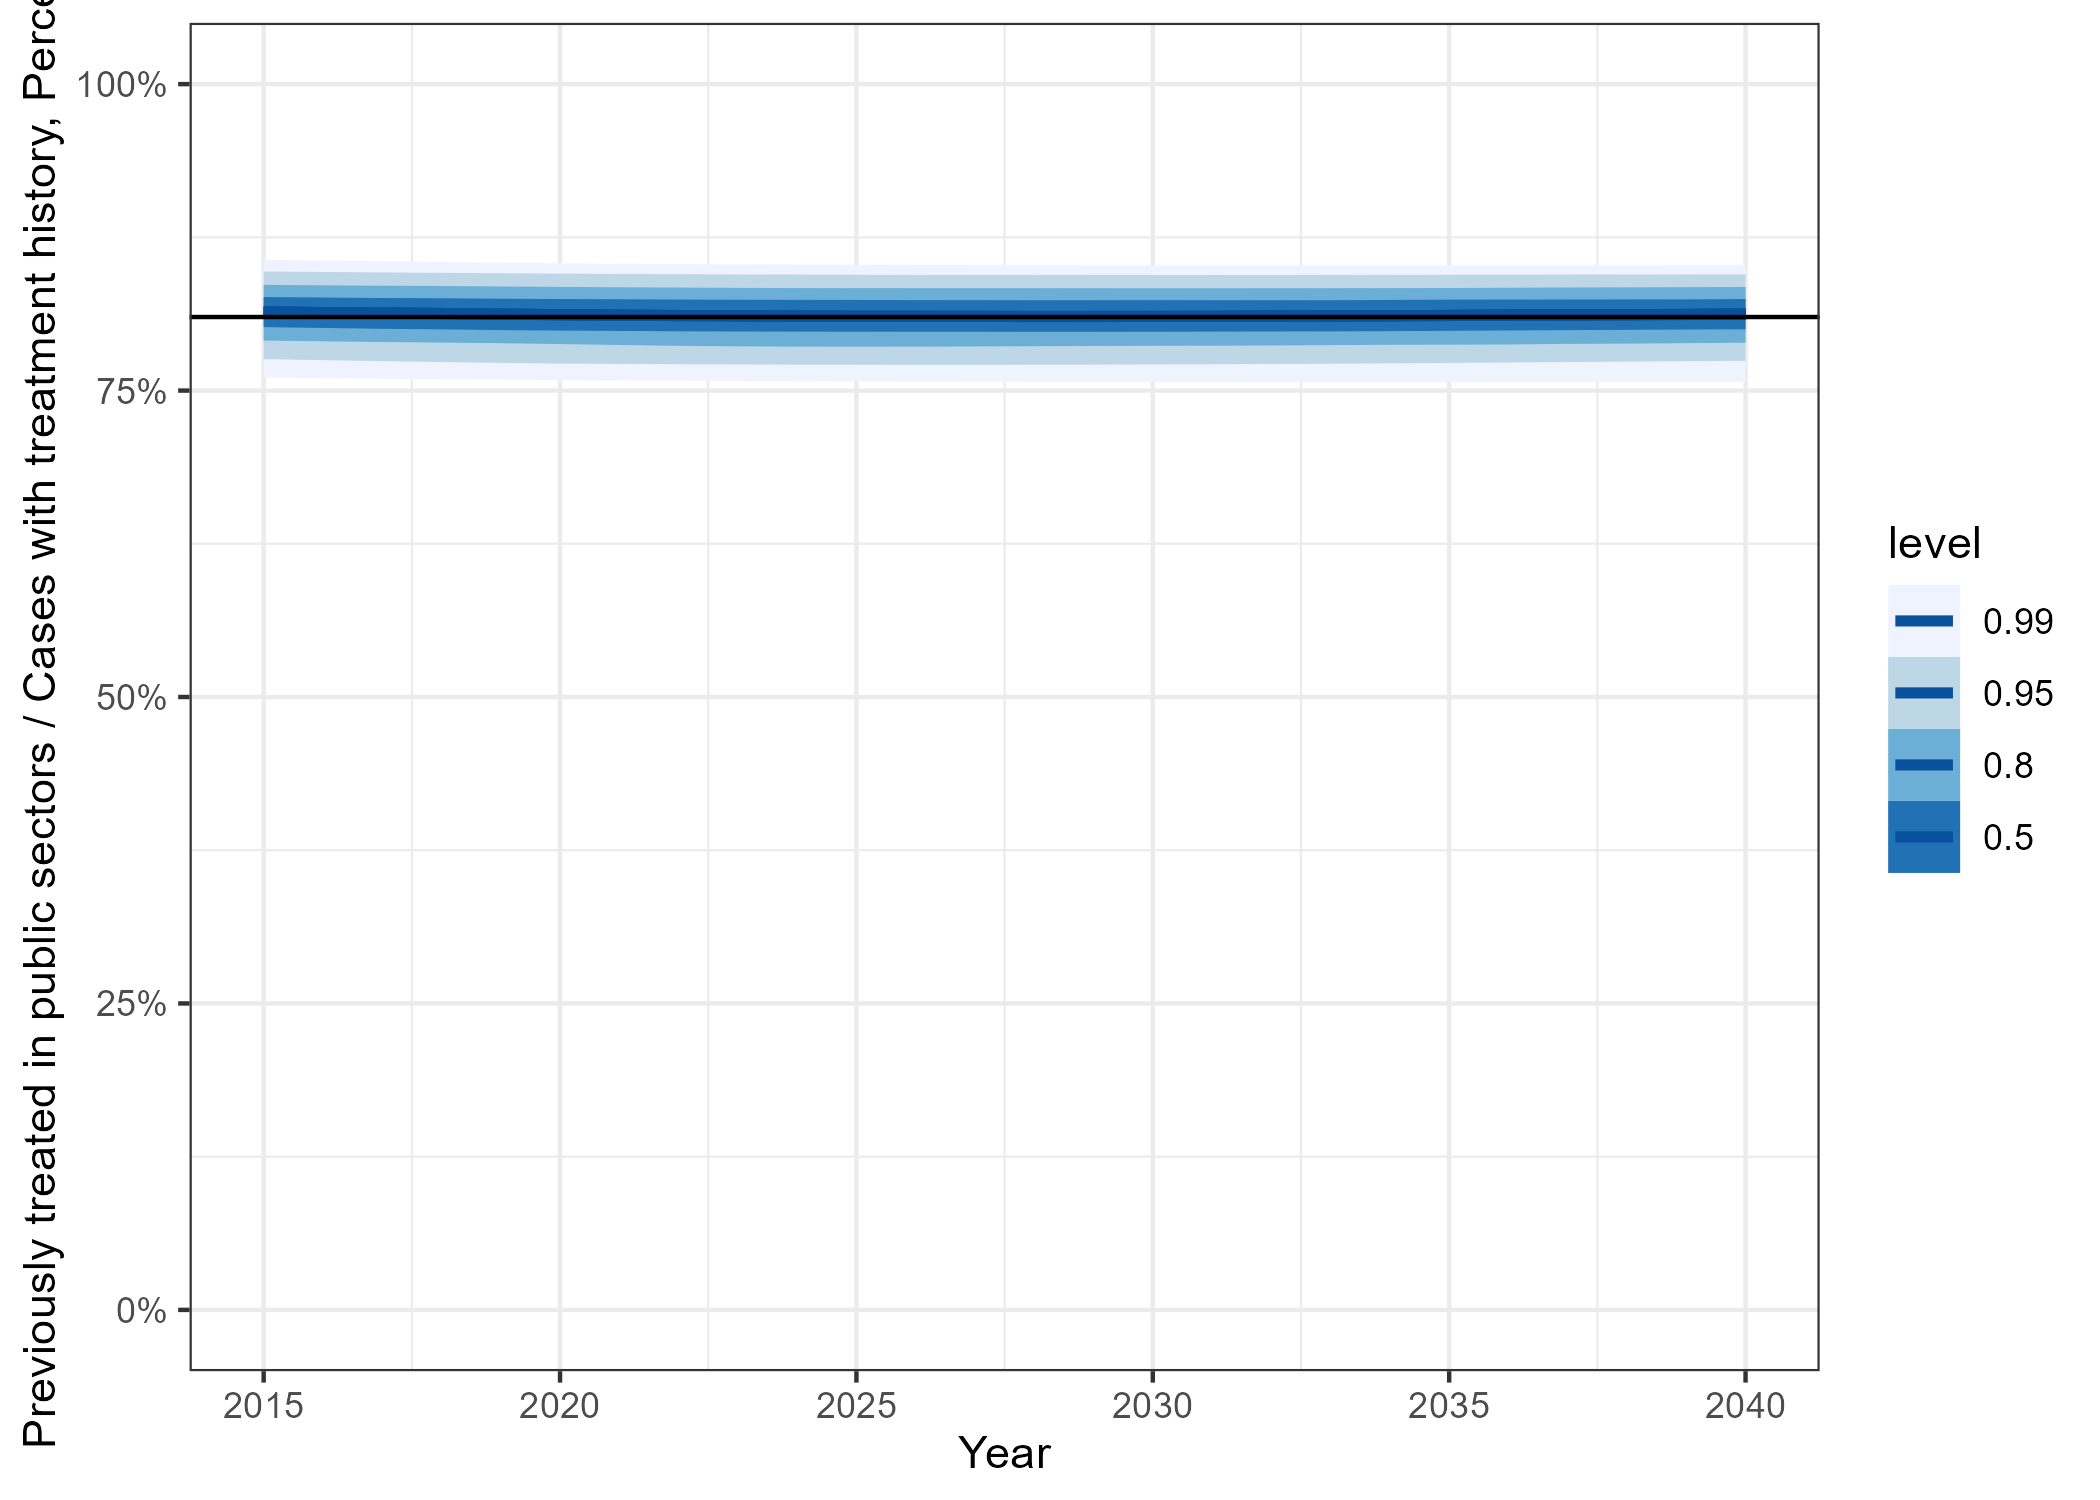 Previously treated in public sectors / Cases with treatment history, Perce
100%
75%
50%
25%
0%
2015 2020 2025 2030 2035 2040
Year
level
0.99
0.95
0.8
0.5